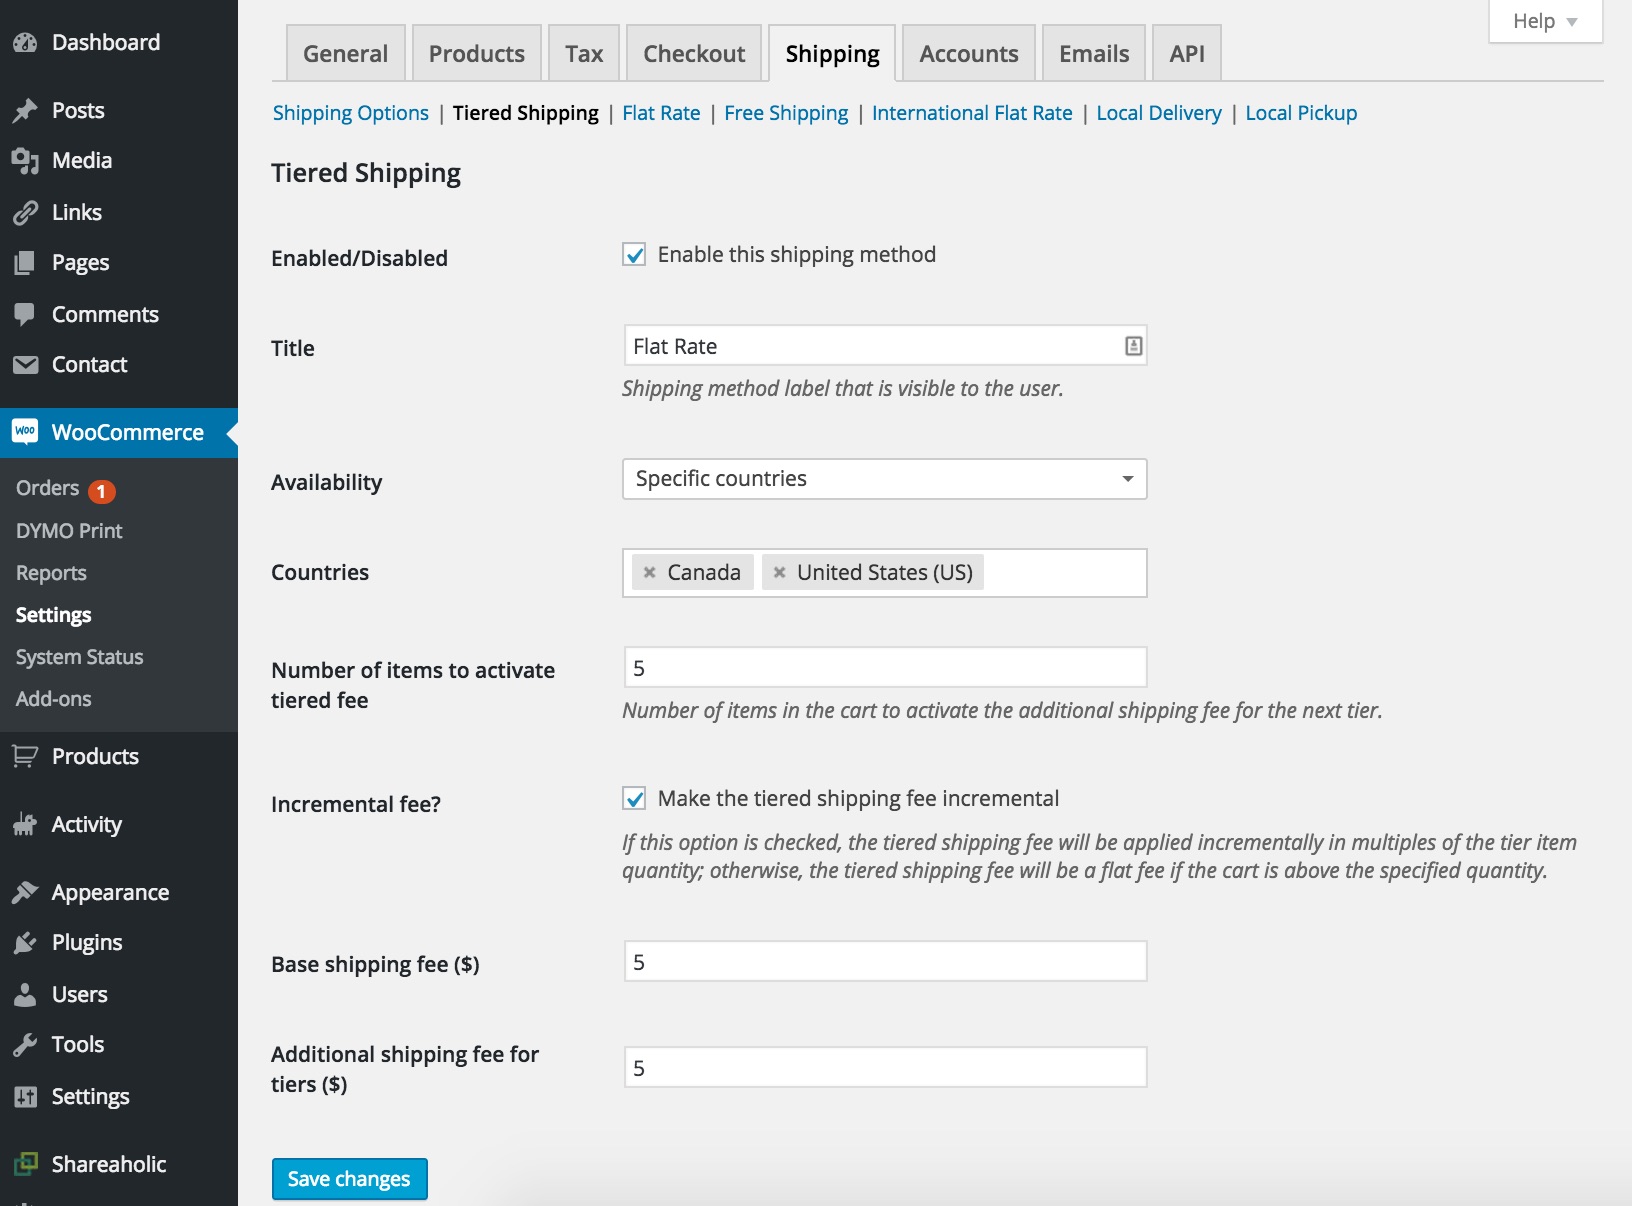 Dashboard
Posts
Media
Links
Pages
Comments
Contact
Woo WooCommerce
Orders 1
DYMO Print
Reports
Settings
System Status
Add-ons
Products
Activity
Appearance
Plugins
Users
Tools
Settings
Shareaholic
Help
General Products Tax Checkout Shipping Accounts Emails API
Shipping Options | Tiered Shipping | Flat Rate | Free Shipping | International Flat Rate | Local Delivery | Local Pickup
Tiered Shipping
Enabled/Disabled
Enable this shipping method
Title
Flat Rate
Shipping method label that is visible to the user.
Availability
Specific countries
Countries
× Canada × United States (US)
Number of items to activate
tiered fee
5
Number of items in the cart to activate the additional shipping fee for the next tier.
Incremental fee?
Make the tiered shipping fee incremental
If this option is checked, the tiered shipping fee will be applied incrementally in multiples of the tier item
quantity; otherwise, the tiered shipping fee will be a flat fee if the cart is above the specified quantity.
Base shipping fee ($)
5
Additional shipping fee for
tiers ($)
5
Save changes